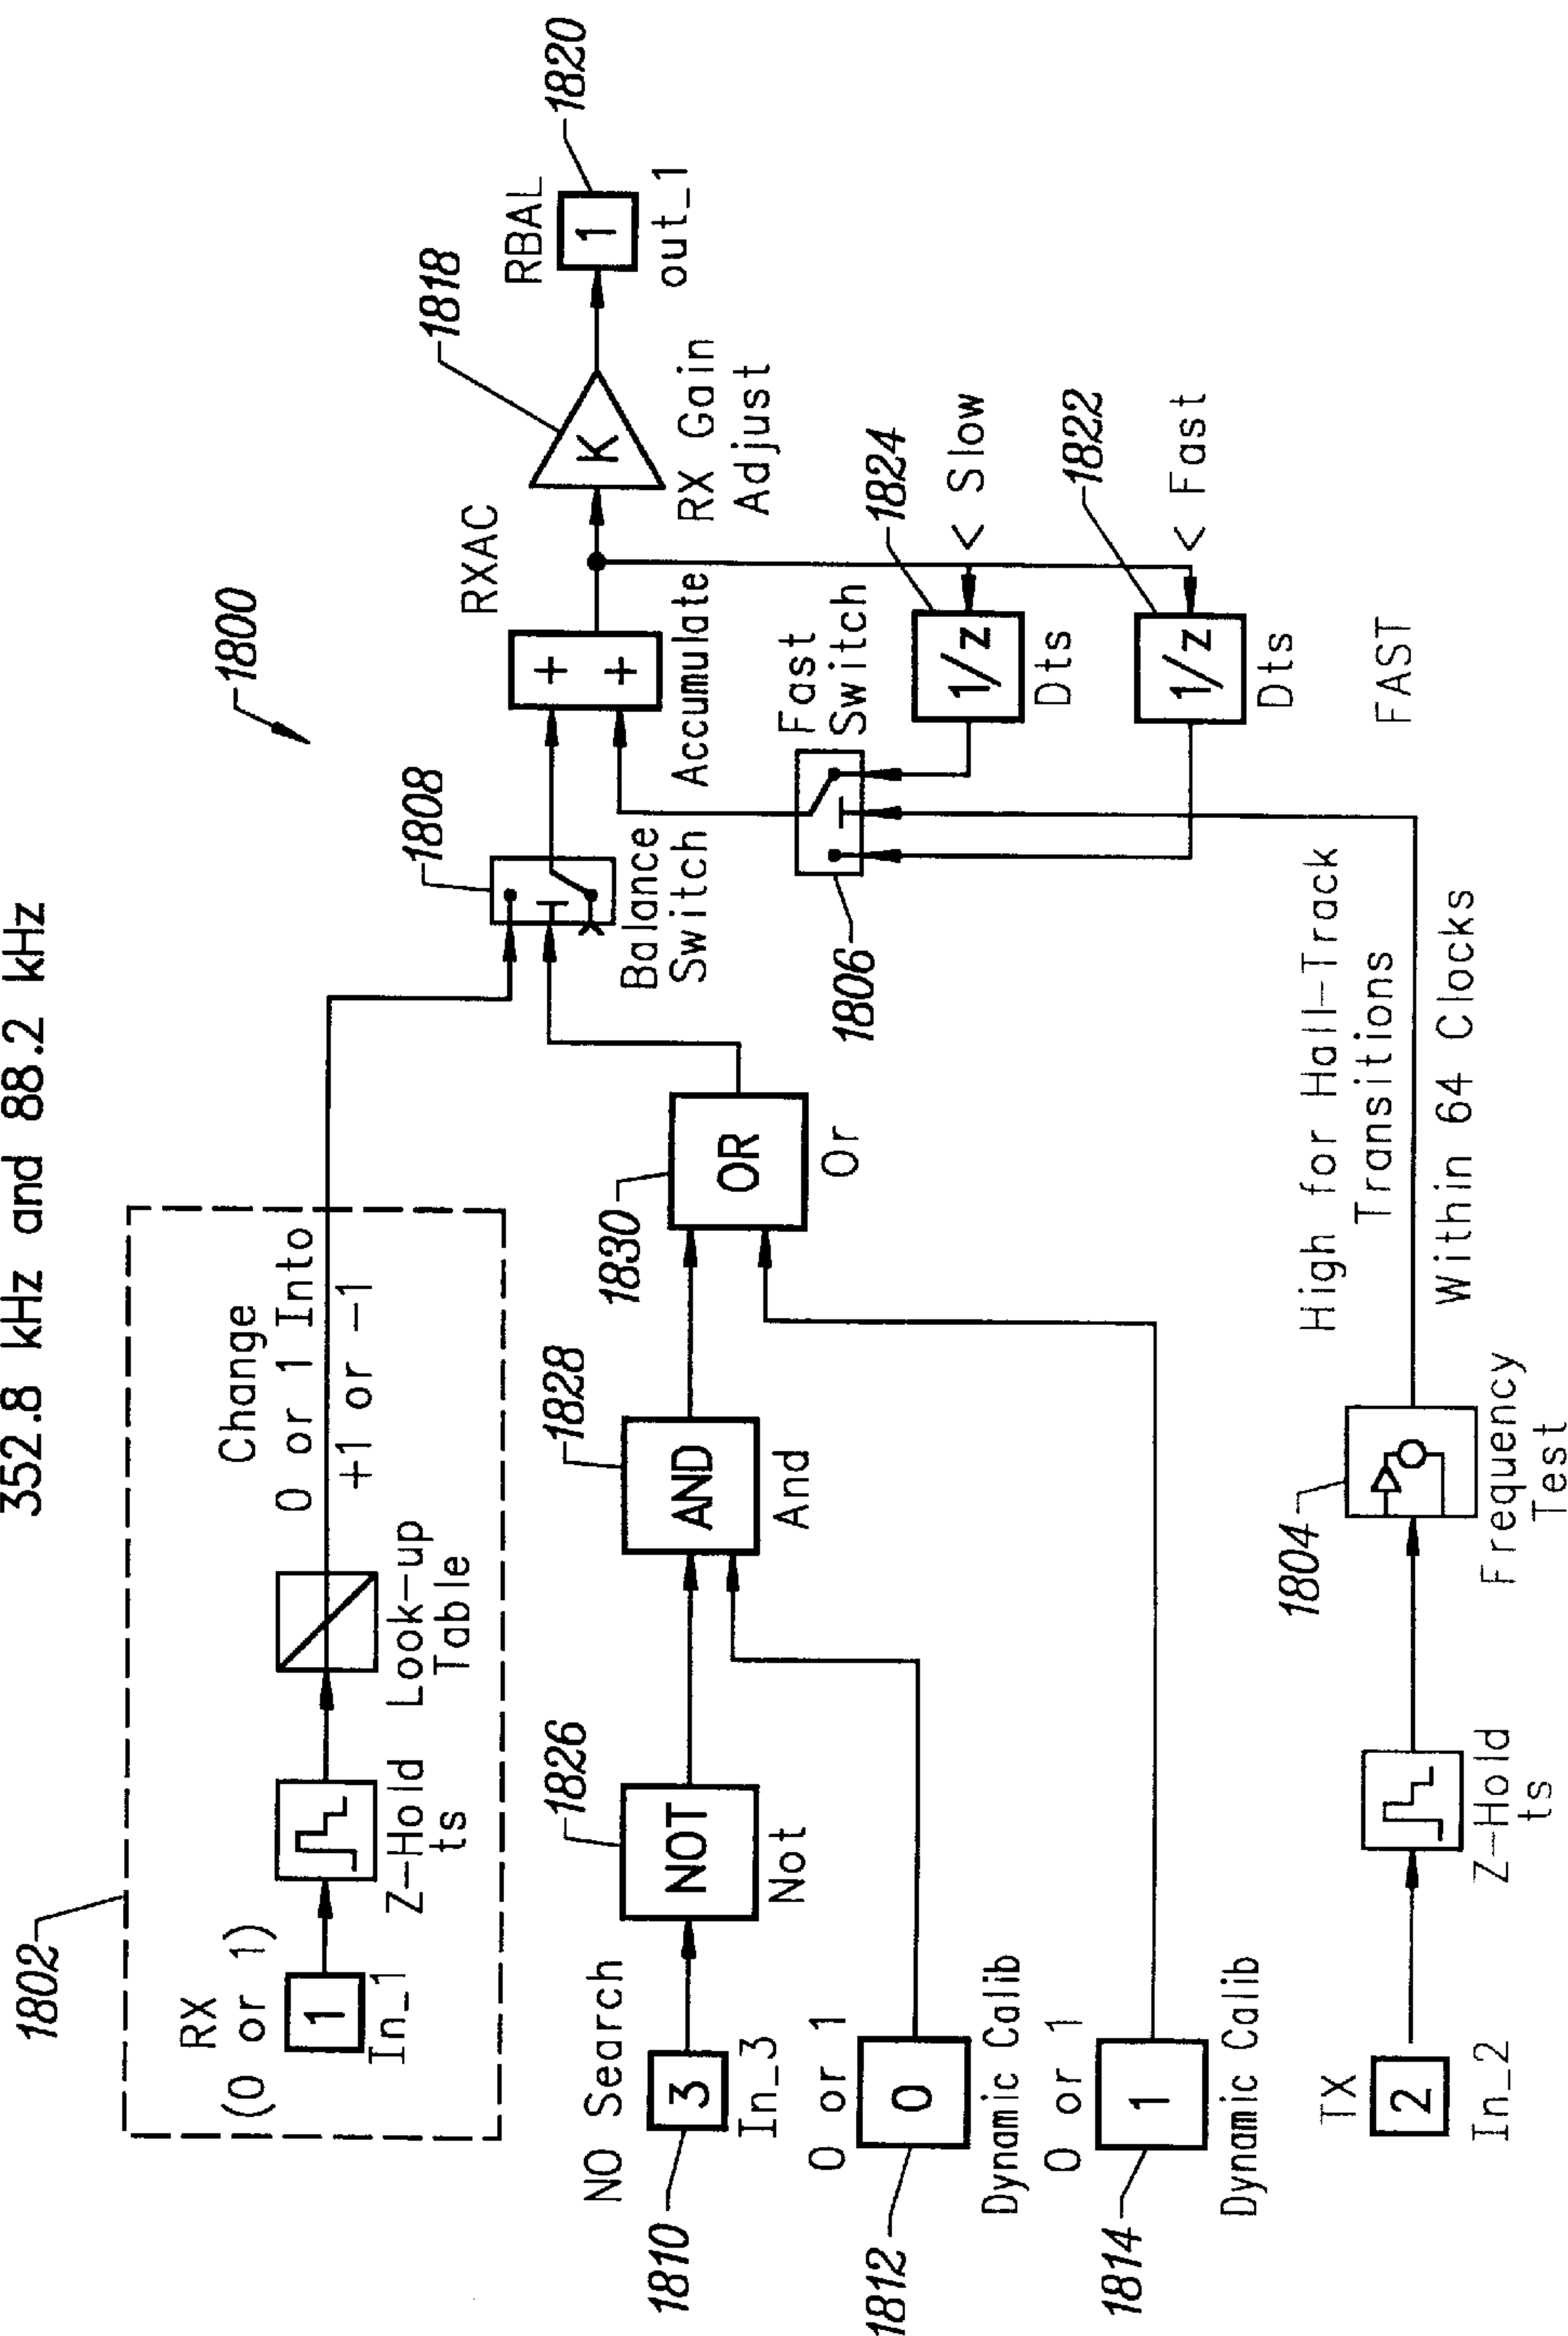 352.8 kHz and 88.2 kHz
1800
1802
RX
(0 or 1)
1
In_1
Z-Hold
ts
Look-up
Table
Change
0 or 1 Into
+1 or -1
1808
Balance
Switch
RXAC
+
+
Accumulate
1818
K
RX Gain
Adjust
RBAL
1
out_1
1820
NO Search
3
In_3
1810
1826
NOT
Not
1828
AND
And
1830
OR
Or
0 or 1
0
Dynamic Calib
1812
0 or 1
1
Dynamic Calib
1814
1806
Fast
Switch
1824
1/z
Dts
< Slow
1822
1/z
Dts
< Fast
FAST
TX
2
In_2
Z-Hold
ts
1804
Frequency
Test
High for Hall-Track
Transitions
Within 64 Clocks